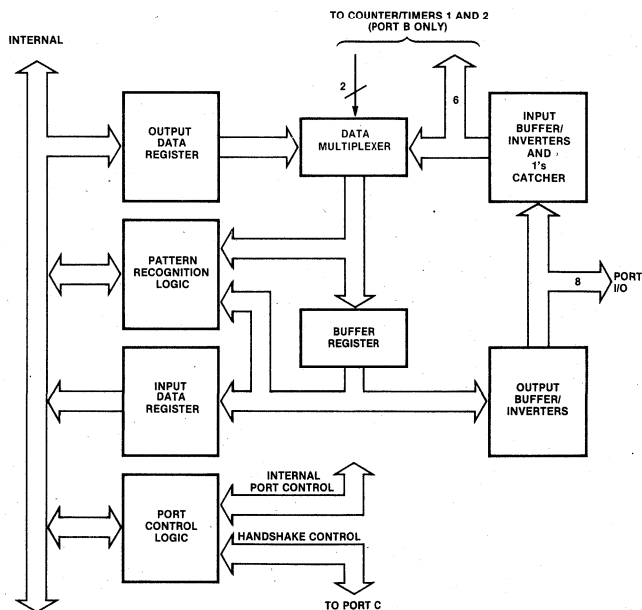 TO COUNTER/TIMERS 1 AND 2
(PORT B ONLY)
INTERNAL
2
6
OUTPUT
DATA
REGISTER
DATA
MULTIPLEXER
INPUT
BUFFER/
INVERTERS
AND
1's
CATCHER
PATTERN
RECOGNITION
LOGIC
8
PORT
I/O
BUFFER
REGISTER
INPUT
DATA
REGISTER
OUTPUT
BUFFER/
INVERTERS
PORT
CONTROL
LOGIC
INTERNAL
PORT CONTROL
HANDSHAKE CONTROL
TO PORT C